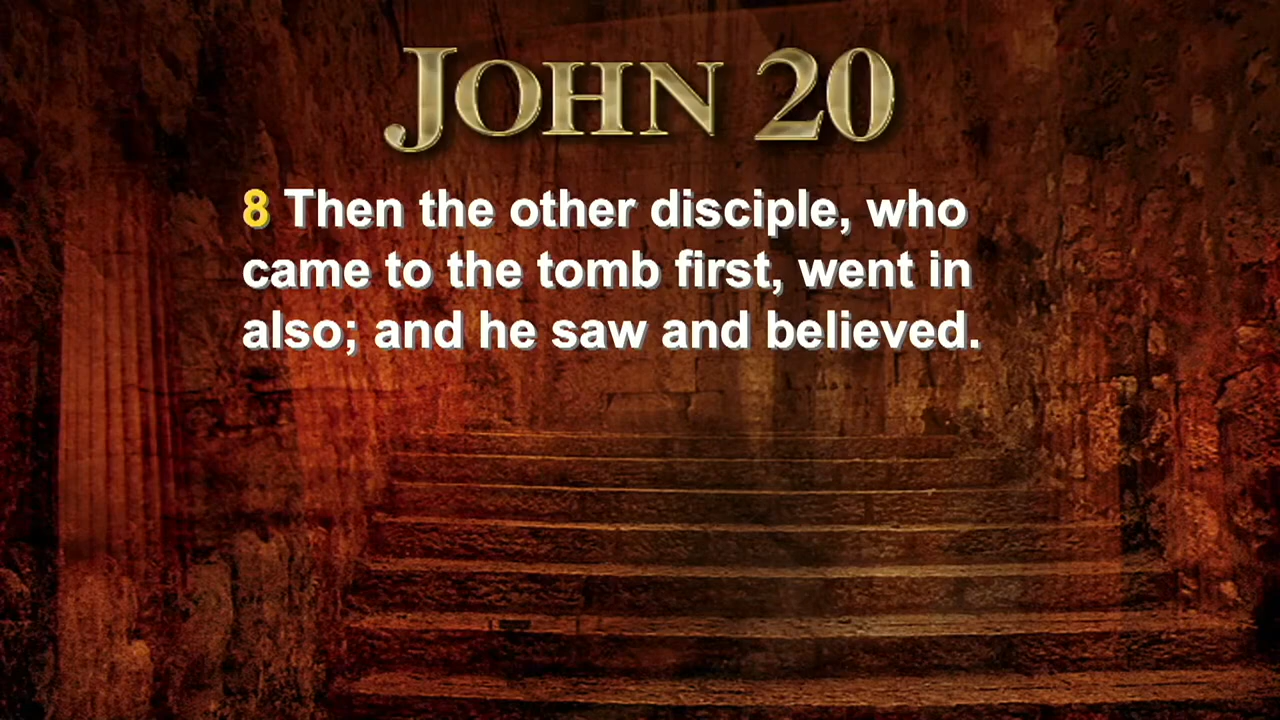 JOHN 20
8 Then the other disciple, who
came to the tomb first, went in
also; and he saw and believed.